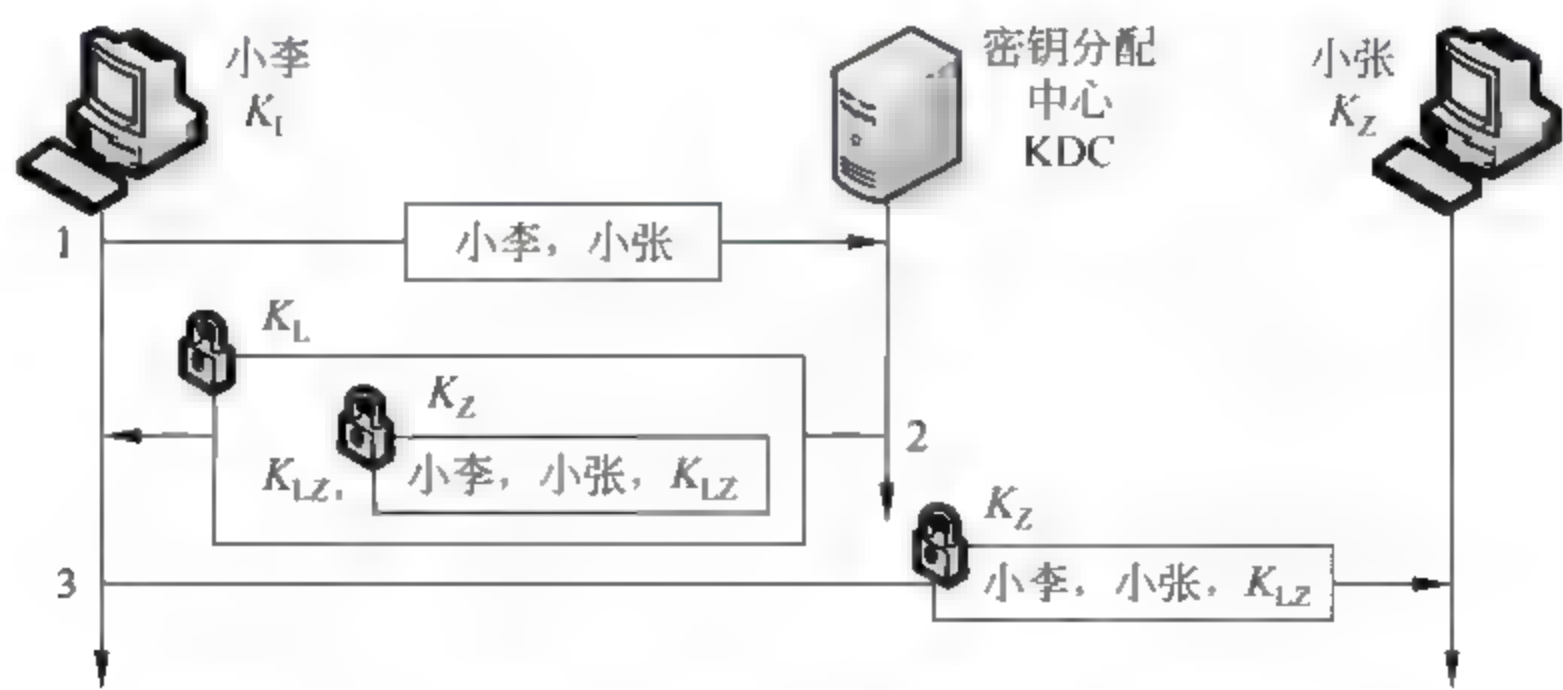 小李
K_L
密钥分配
中心
KDC
小张
K_Z
1
小李，小张
K_L
K_Z
2
K_LZ，
小李，小张，K_LZ
K_Z
3
小李，小张，K_LZ